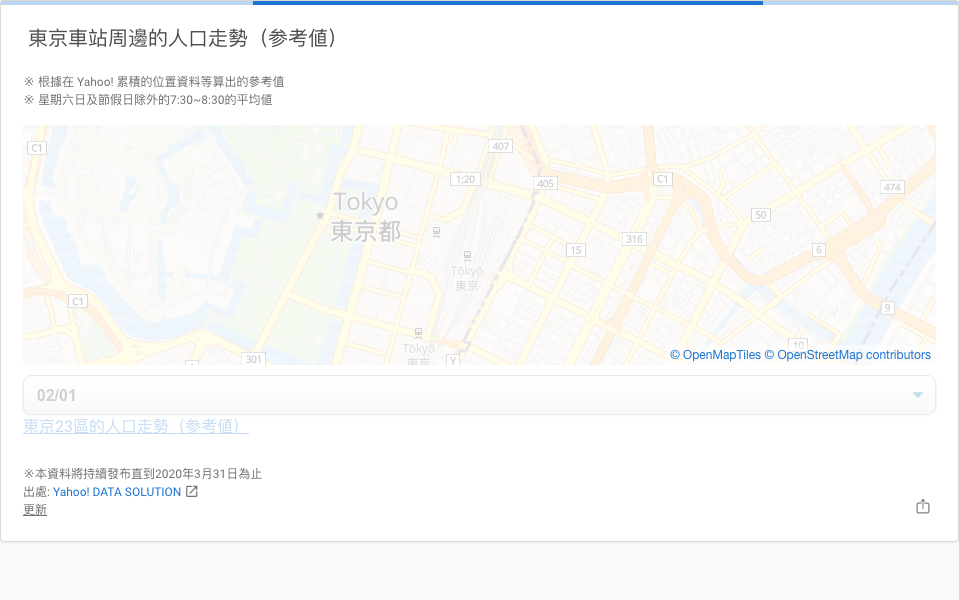 東京車站周邊的人口走勢（参考値）
※ 根據在 Yahoo! 累積的位置資料等算出的參考值
※ 星期六日及節假日除外的7:30~8:30的平均值
C1
407
1;20
405
C1
474
Tokyo
東京都
50
316
15
6
Tōkyō
東京
C1
9
Tōkyō
東京
301
Y
10
© OpenMapTiles © OpenStreetMap contributors
02/01
東京23區的人口走勢（参考値）
※本資料將持續發布直到2020年3月31日為止
出處: Yahoo! DATA SOLUTION
更新